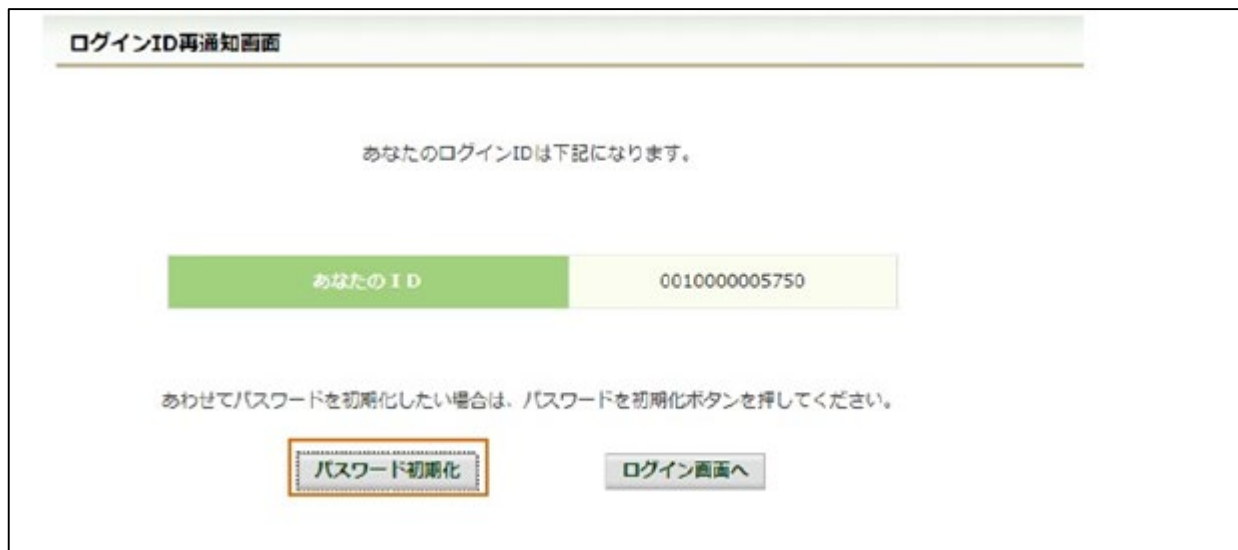 ログインID再通知画面
あなたのログインIDは下記になります。
あなたのＩＤ 0010000005750
あわせてパスワードを初期化したい場合は、パスワードを初期化ボタンを押してください。
パスワード初期化 ログイン画面へ